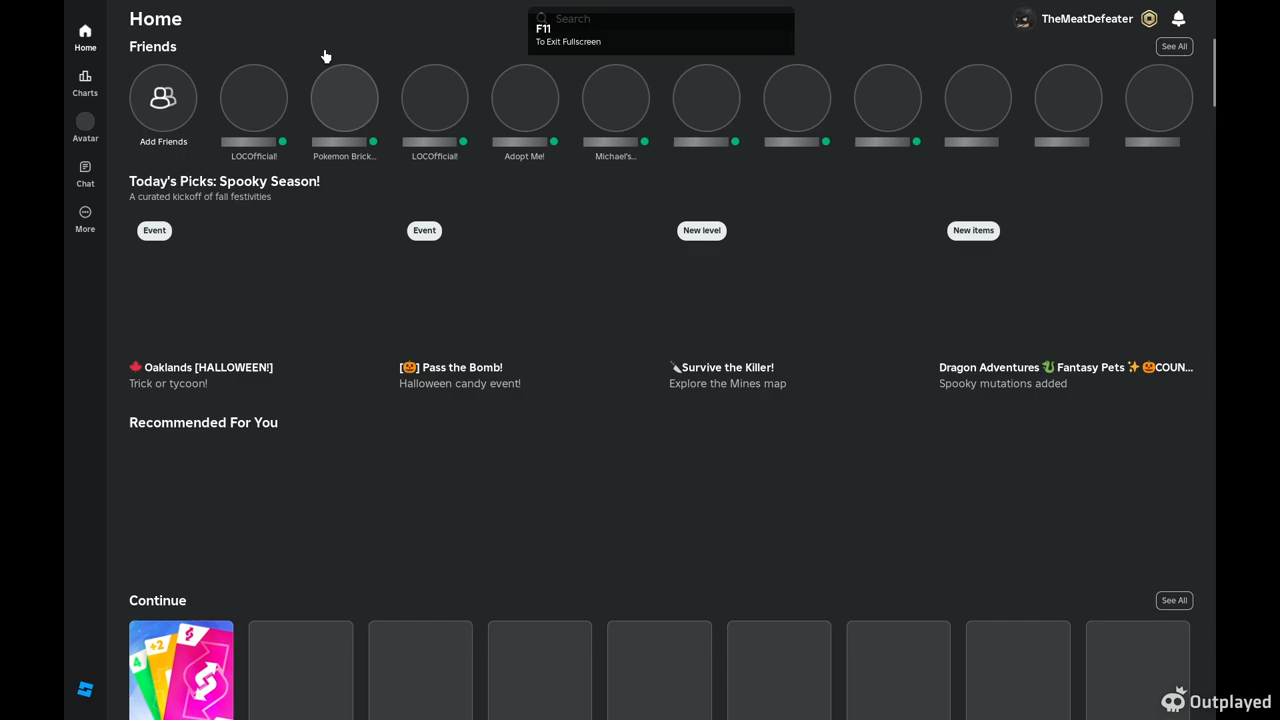 Home
Search
F11
To Exit Fullscreen
TheMeatDefeater
Home
Charts
Avatar
Chat
More
Friends
See All
Add Friends
LOCOfficial!
Pokemon Brick...
LOCOfficial!
Adopt Me!
Michael's...
Today's Picks: Spooky Season!
A curated kickoff of fall festivities
Event
Event
New level
New items
🍁 Oaklands [HALLOWEEN!]
Trick or tycoon!
[🎃] Pass the Bomb!
Halloween candy event!
🔪Survive the Killer!
Explore the Mines map
Dragon Adventures 🐉Fantasy Pets ✨ 🎃COUN...
Spooky mutations added
Recommended For You
Continue
See All
4
+2
Outplayed